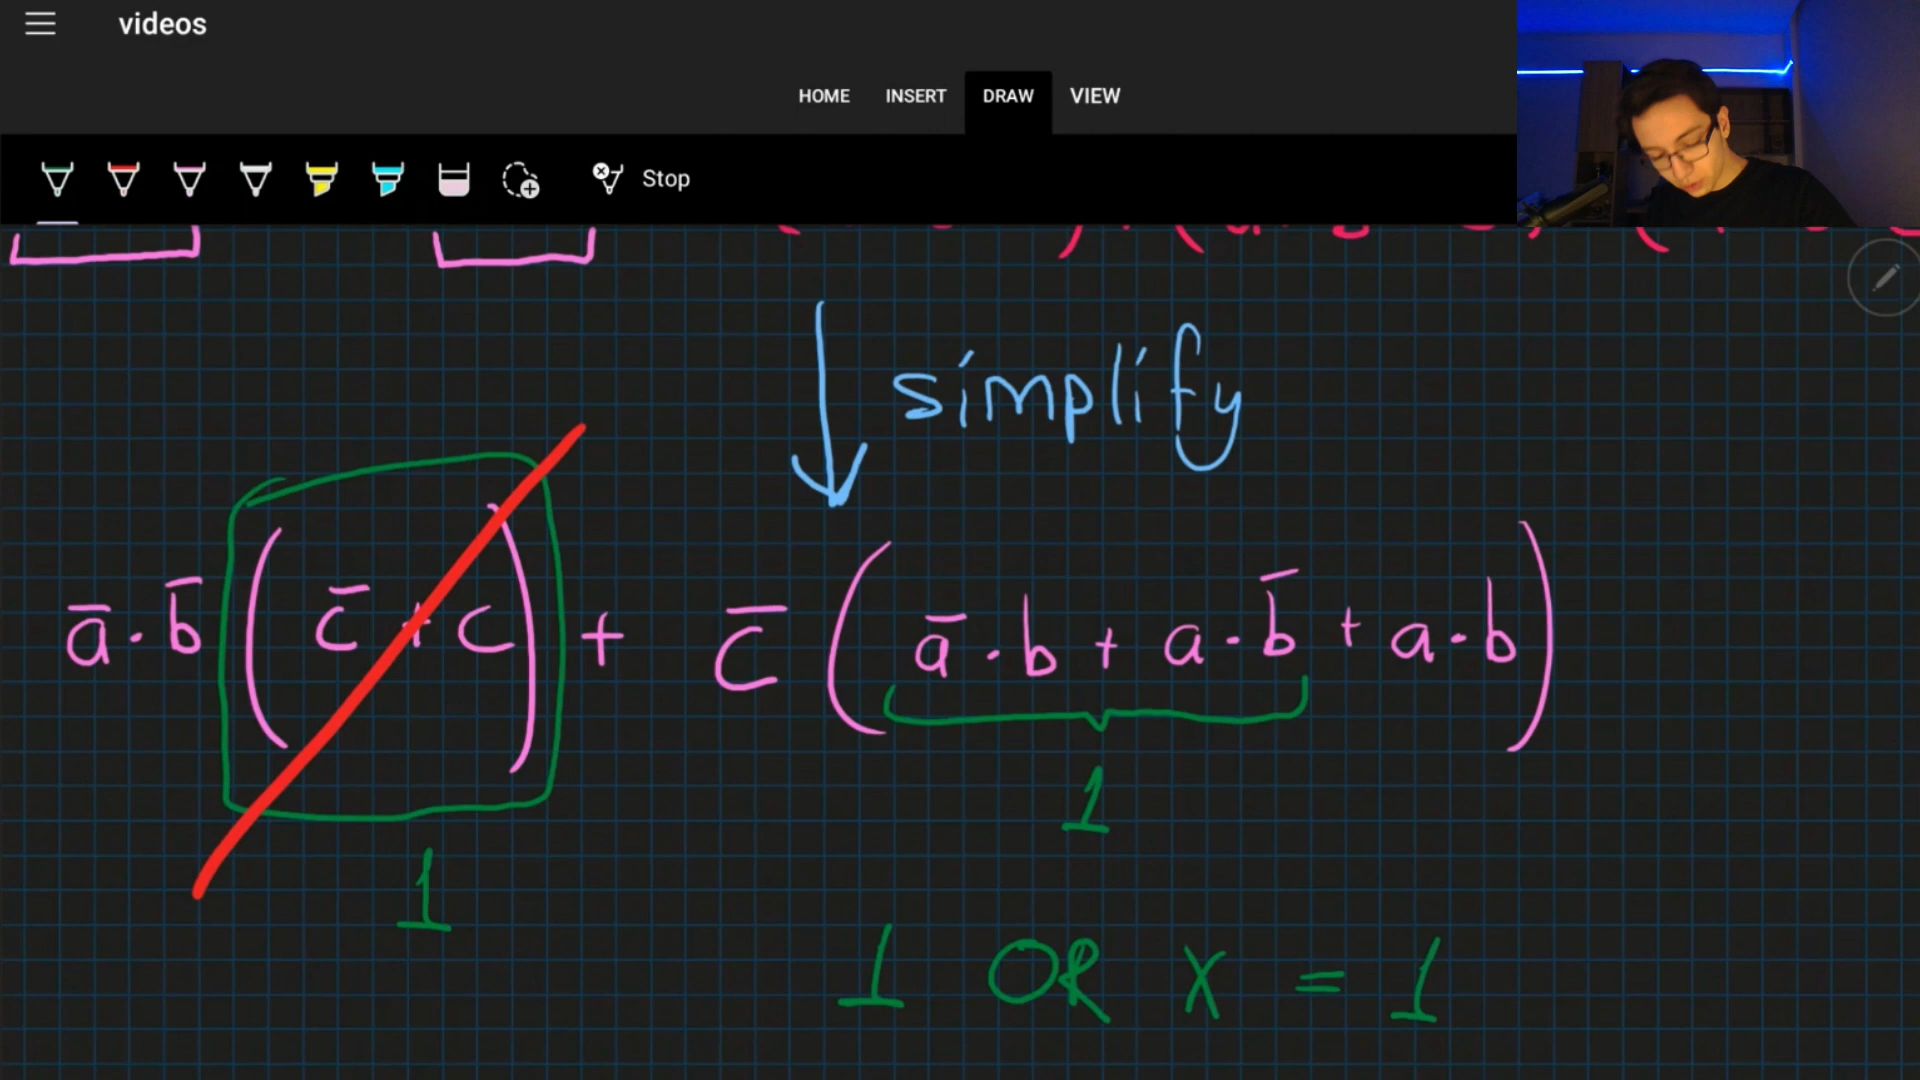 videos
HOME INSERT DRAW VIEW
Stop
simplify
a̅·b̅(c̅+c) + c̅(a̅·b + a·b̅ + a·b)
1
1
1 OR X = 1